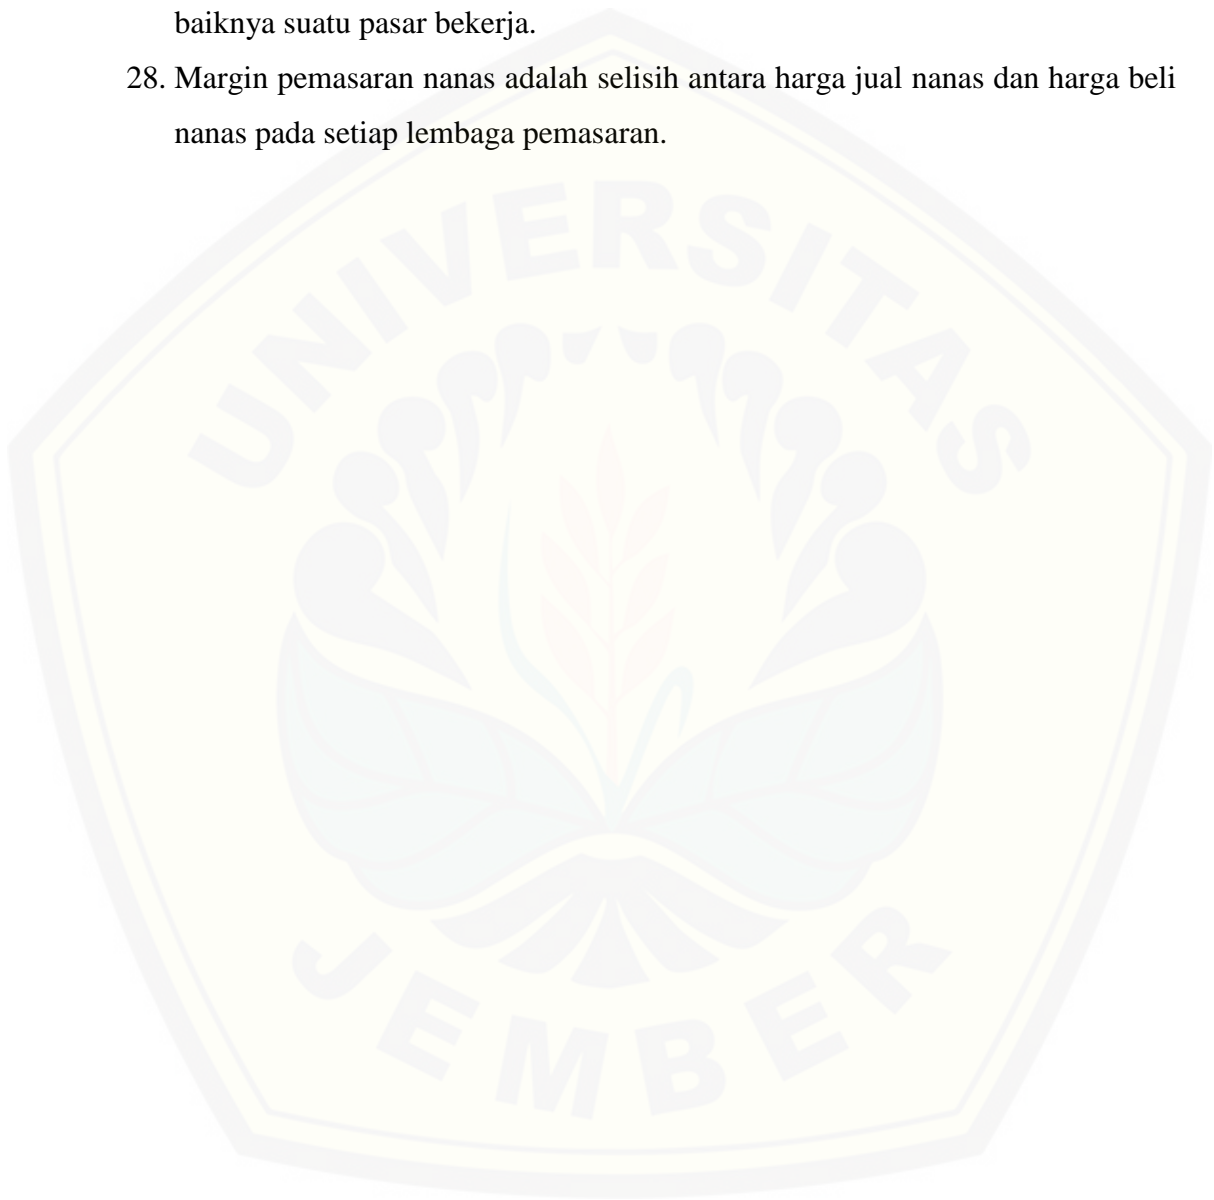 baiknya suatu pasar bekerja.
28. Margin pemasaran nanas adalah selisih antara harga jual nanas dan harga beli
nanas pada setiap lembaga pemasaran.
UNIVERSITAS
JEMBER